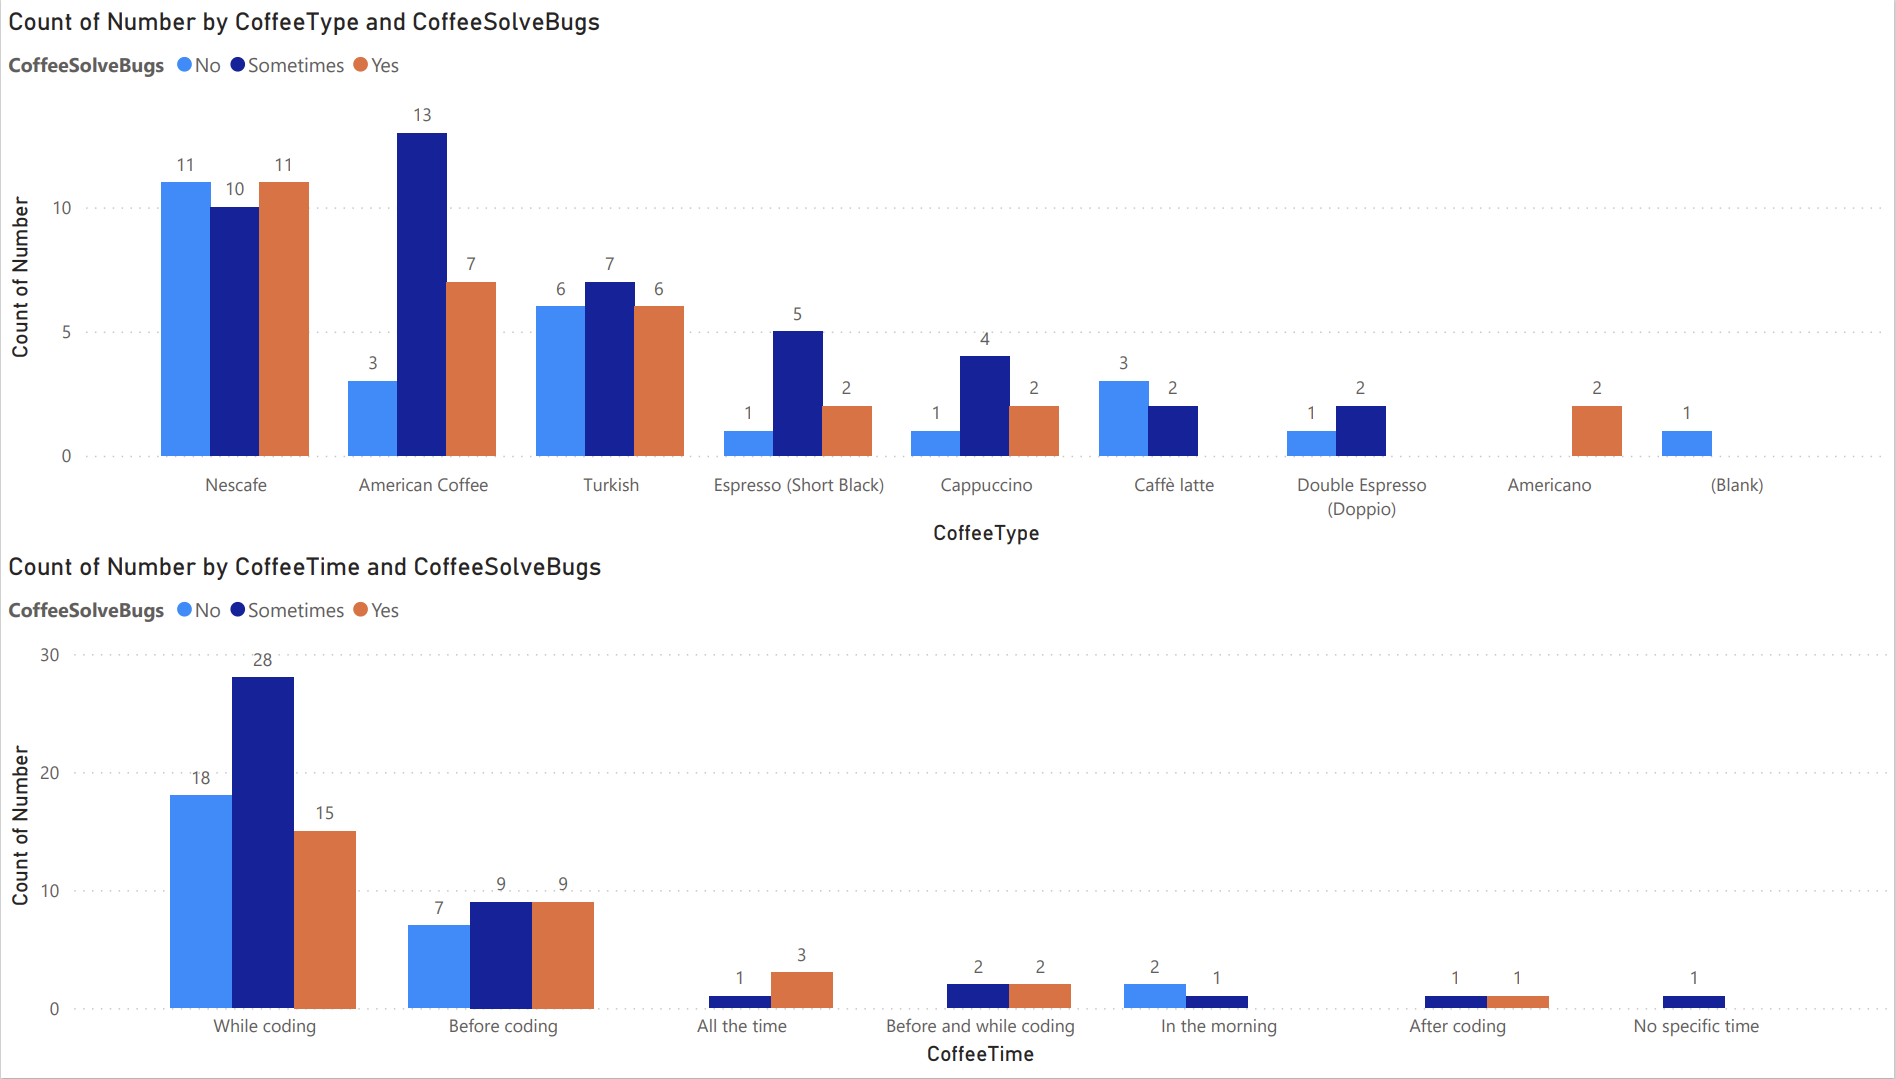 Count of Number by CoffeeType and CoffeeSolveBugs
CoffeeSolveBugs No Sometimes Yes
Count of Number
10
5
0
11 10 11
3 13 7
6 7 6
1 5 2
1 4 2
3 2
1 2
2
1
Nescafe American Coffee Turkish Espresso (Short Black) Cappuccino Caffè latte Double Espresso Americano (Blank)
(Doppio)
CoffeeType
Count of Number by CoffeeTime and CoffeeSolveBugs
CoffeeSolveBugs No Sometimes Yes
Count of Number
30
20
10
0
18 28 15
7 9 9
1 3
2 2
2 1
1 1
1
While coding Before coding All the time Before and while coding In the morning After coding No specific time
CoffeeTime